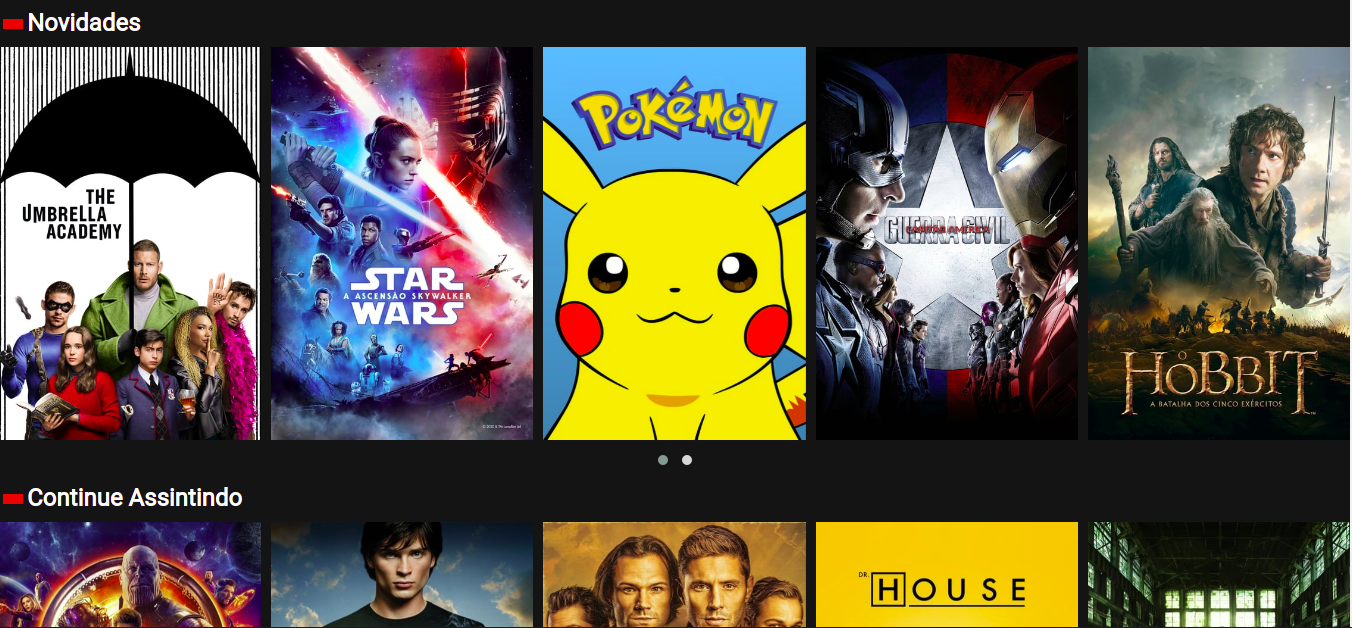 Novidades
THE
UMBRELLA
ACADEMY
STAR
A ASCENSÃO SKYWALKER
WARS
POKéMON
GUERRA CIVIL
CAPITÃO AMÉRICA
HOBBIT
A BATALHA DOS CINCO EXÉRCITOS
Continue Assintindo
DR.
HOUSE